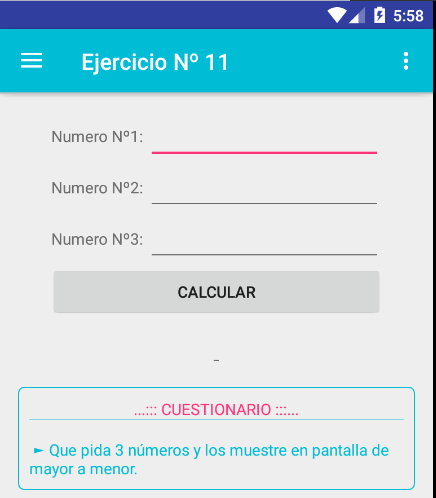 5:58
Ejercicio Nº 11
Numero Nº1:
Numero Nº2:
Numero Nº3:
CALCULAR
-
...::: CUESTIONARIO :::...
► Que pida 3 números y los muestre en pantalla de
mayor a menor.